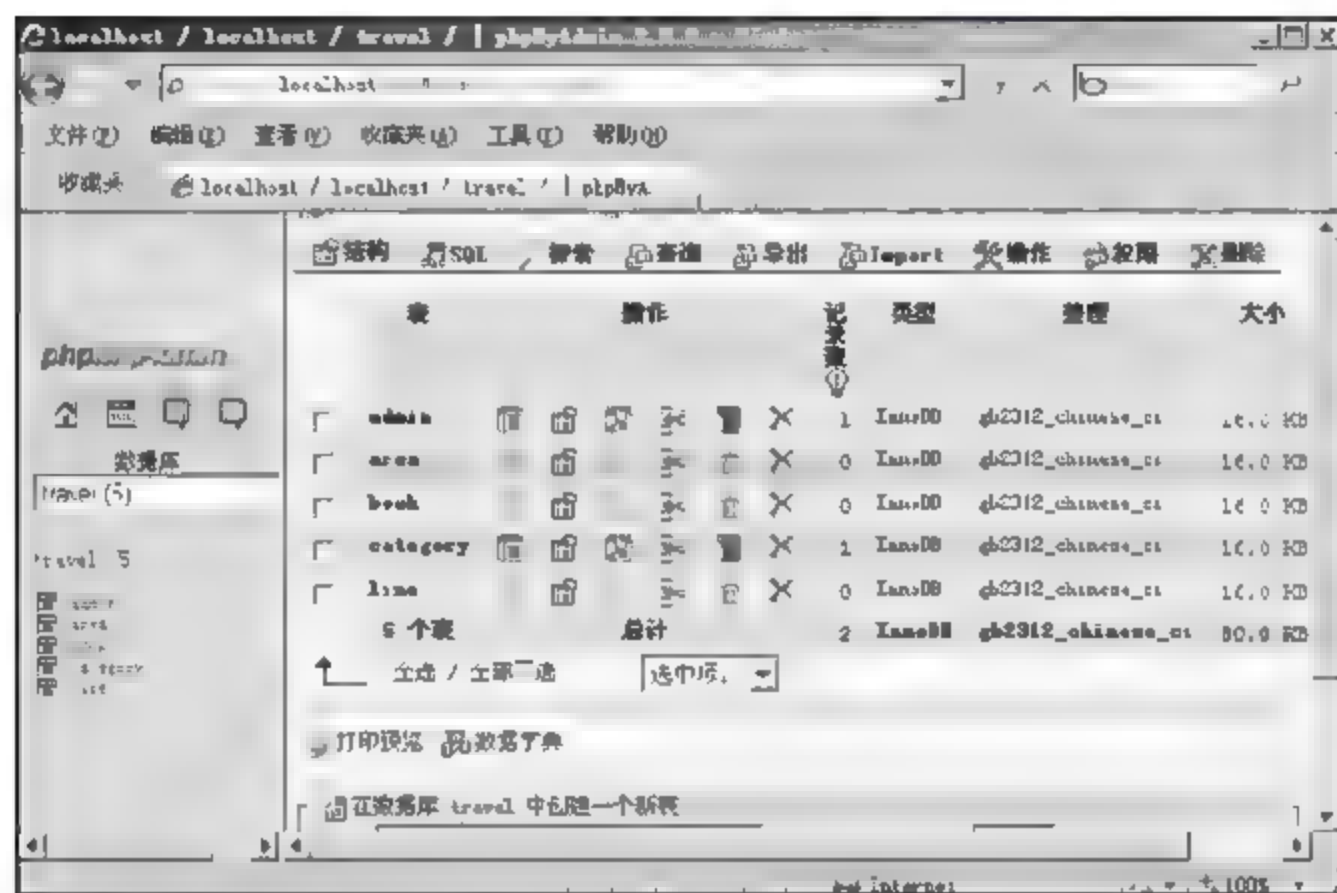 localhost / localhost / travel / | phpMyAdmin
localhost
文件(F) 编辑(E) 查看(V) 收藏夹(A) 工具(T) 帮助(H)
收藏夹 localhost / localhost / travel / | phpMyA
结构 SQL 搜索 查询 导出 Import 操作 权限 删除
表 操作 记录数 类型 整理 大小
php
数据库
travel (5)
travel 5
admin 1 InnoDB gb2312_chinese_ci 16.0 KB
area 0 InnoDB gb2312_chinese_ci 16.0 KB
book 0 InnoDB gb2312_chinese_ci 16.0 KB
category 1 InnoDB gb2312_chinese_ci 16.0 KB
line 0 InnoDB gb2312_chinese_ci 16.0 KB
5 个表 总计 2 InnoDB gb2312_chinese_ci 80.0 KB
全选 / 全部不选 选中项:
打印预览 数据字典
在数据库 travel 中创建一个新表
Internet 100%